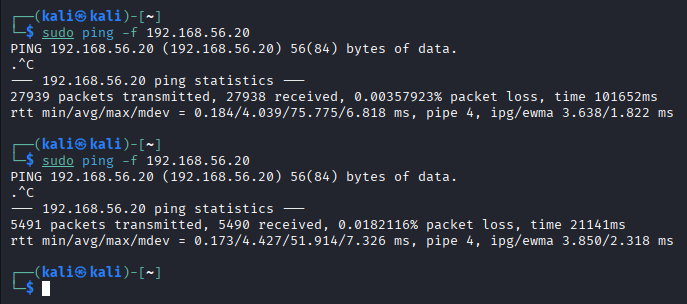 ┌──(kali㉿kali)-[~]
└─$ sudo ping -f 192.168.56.20
PING 192.168.56.20 (192.168.56.20) 56(84) bytes of data.
.^C
--- 192.168.56.20 ping statistics ---
27939 packets transmitted, 27938 received, 0.00357923% packet loss, time 101652ms
rtt min/avg/max/mdev = 0.184/4.039/75.775/6.818 ms, pipe 4, ipg/ewma 3.638/1.822 ms
┌──(kali㉿kali)-[~]
└─$ sudo ping -f 192.168.56.20
PING 192.168.56.20 (192.168.56.20) 56(84) bytes of data.
.^C
--- 192.168.56.20 ping statistics ---
5491 packets transmitted, 5490 received, 0.0182116% packet loss, time 21141ms
rtt min/avg/max/mdev = 0.173/4.427/51.914/7.326 ms, pipe 4, ipg/ewma 3.850/2.318 ms
┌──(kali㉿kali)-[~]
└─$